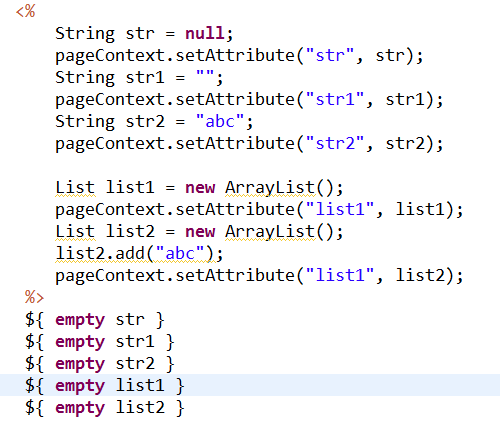 <%
String str = null;
pageContext.setAttribute("str", str);
String str1 = "";
pageContext.setAttribute("str1", str1);
String str2 = "abc";
pageContext.setAttribute("str2", str2);
List list1 = new ArrayList();
pageContext.setAttribute("list1", list1);
List list2 = new ArrayList();
list2.add("abc");
pageContext.setAttribute("list1", list2);
%>
${ empty str }
${ empty str1 }
${ empty str2 }
${ empty list1 }
${ empty list2 }